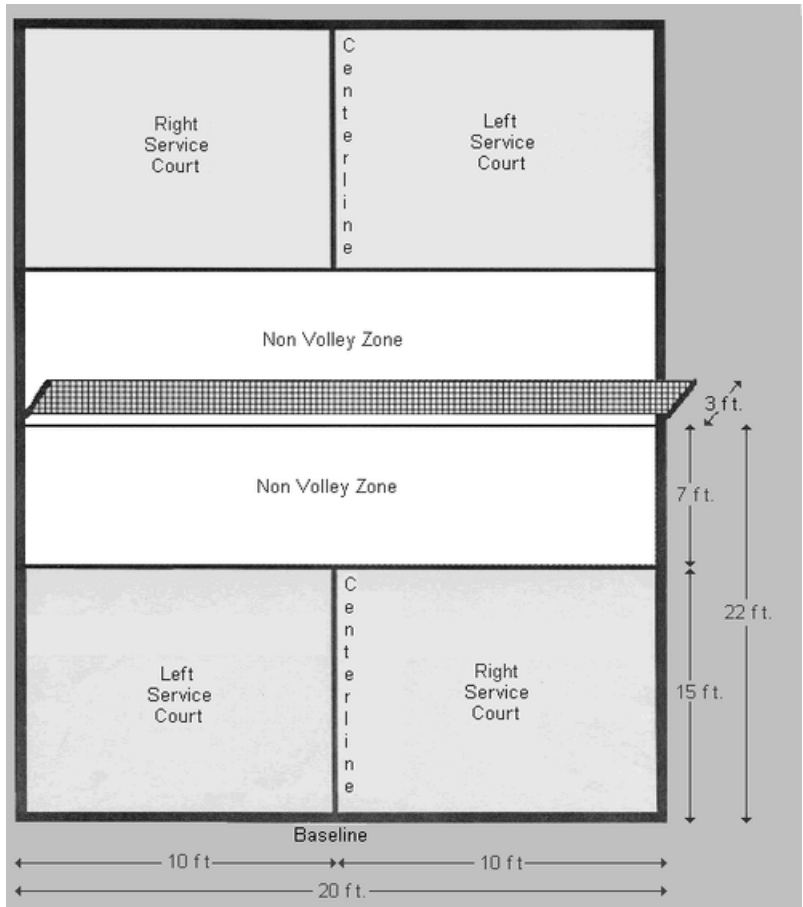 Right
Service
Court
C
e
n
t
e
r
l
i
n
e
Left
Service
Court
Non Volley Zone
3 ft.
Non Volley Zone
7 ft.
22 ft.
Left
Service
Court
C
e
n
t
e
r
l
i
n
e
Right
Service
Court
15 ft.
Baseline
10 ft
10 ft.
20 ft.